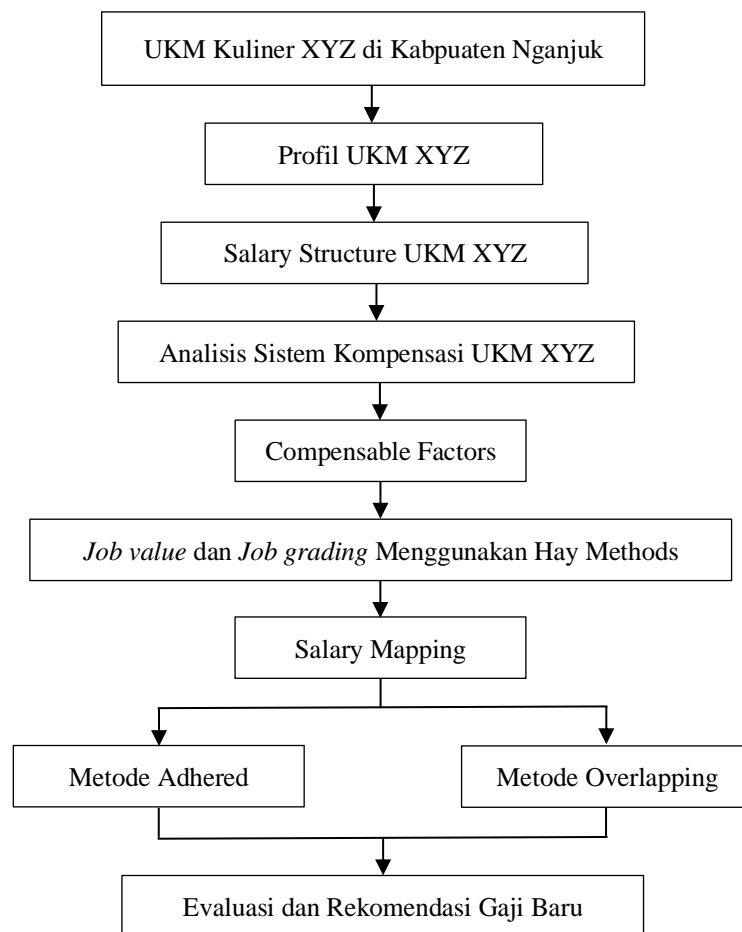 UKM Kuliner XYZ di Kabpuaten Nganjuk
Profil UKM XYZ
Salary Structure UKM XYZ
Analisis Sistem Kompensasi UKM XYZ
Compensable Factors
Job value dan Job grading Menggunakan Hay Methods
Salary Mapping
Metode Adhered
Metode Overlapping
Evaluasi dan Rekomendasi Gaji Baru